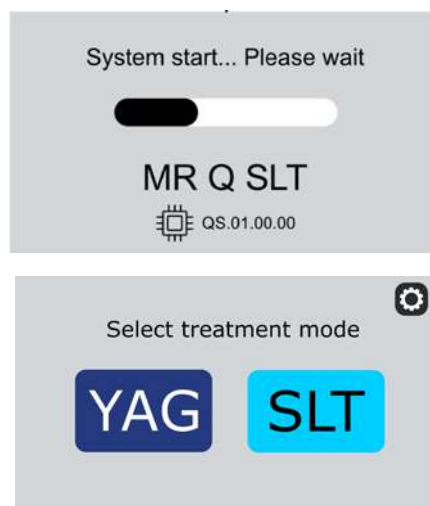 System start... Please wait
MR Q SLT
QS.01.00.00
Select treatment mode
YAG SLT